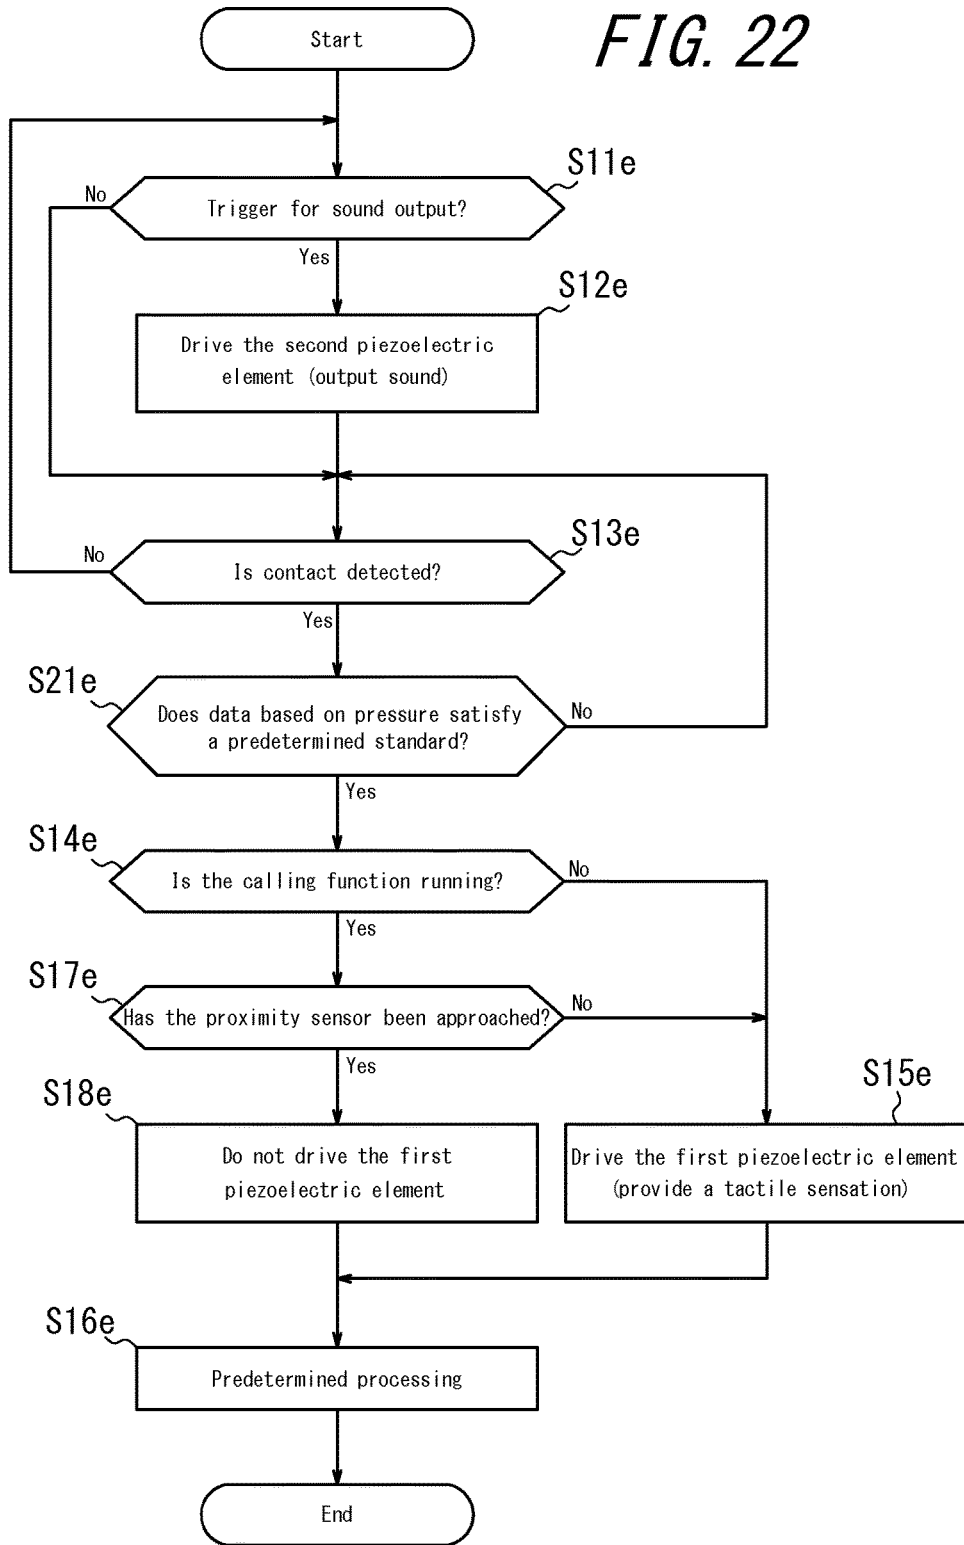 FIG. 22
Start
S11e
No
Trigger for sound output?
Yes
S12e
Drive the second piezoelectric
element (output sound)
S13e
No
Is contact detected?
Yes
S21e
Does data based on pressure satisfy
a predetermined standard?
No
Yes
S14e
Is the calling function running?
No
Yes
S17e
Has the proximity sensor been approached?
No
Yes
S18e
Do not drive the first
piezoelectric element
S15e
Drive the first piezoelectric element
(provide a tactile sensation)
S16e
Predetermined processing
End